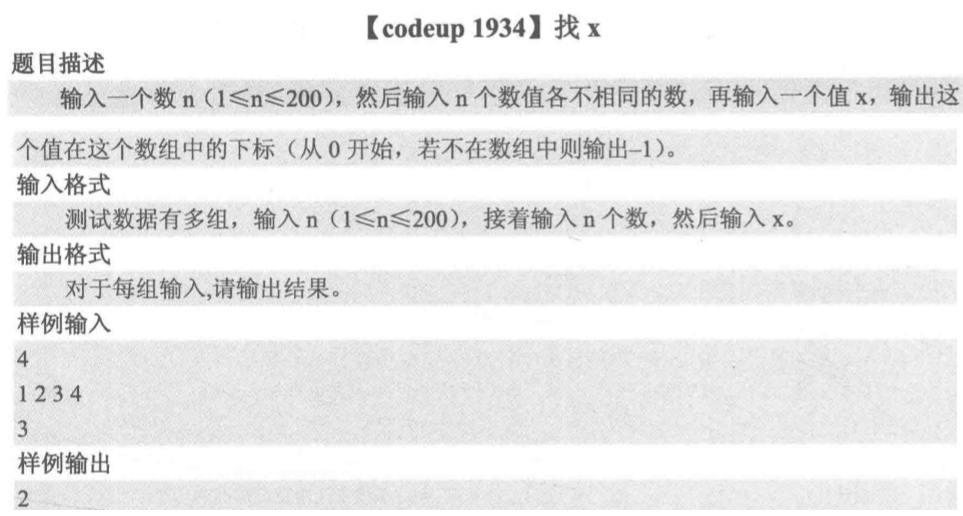 【codeup 1934】找 x
题目描述
输入一个数 n（1≤n≤200），然后输入 n 个数值各不相同的数，再输入一个值 x，输出这
个值在这个数组中的下标（从 0 开始，若不在数组中则输出–1）。
输入格式
测试数据有多组，输入 n（1≤n≤200），接着输入 n 个数，然后输入 x。
输出格式
对于每组输入,请输出结果。
样例输入
4
1 2 3 4
3
样例输出
2